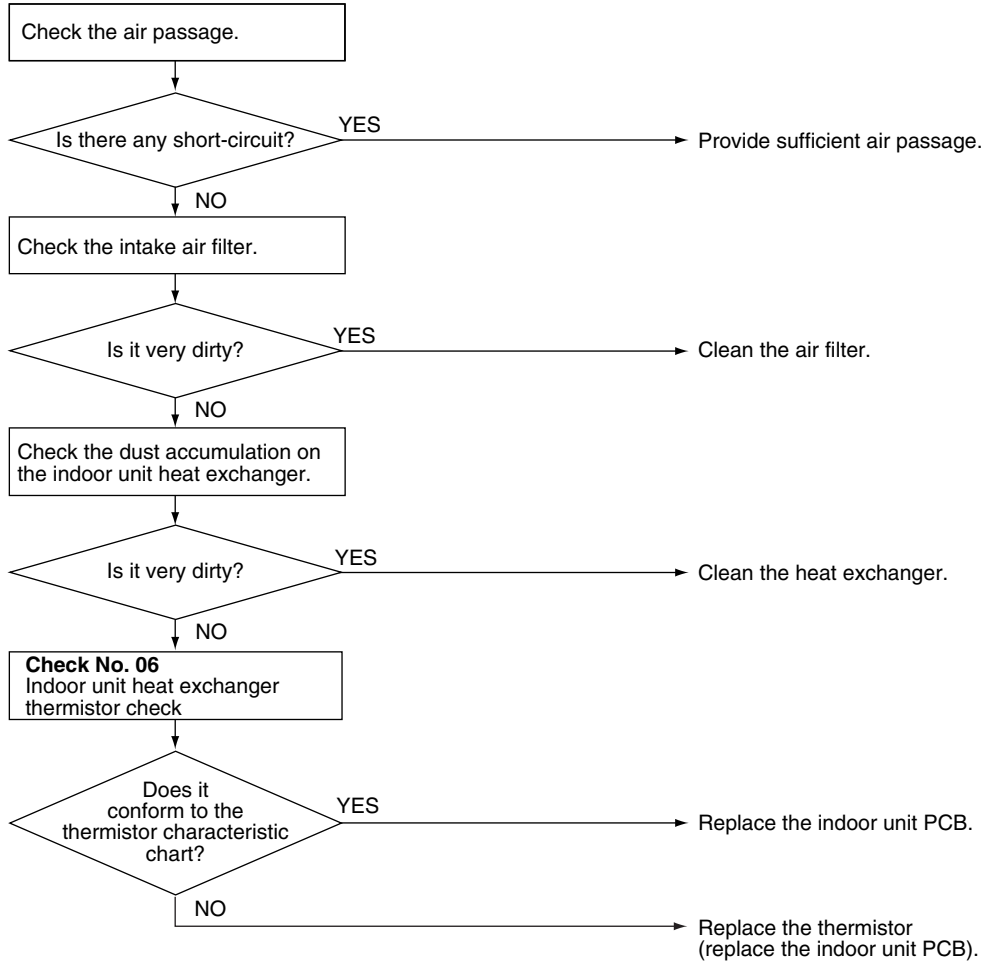 Check the air passage.
Is there any short-circuit?
YES
Provide sufficient air passage.
NO
Check the intake air filter.
Is it very dirty?
YES
Clean the air filter.
NO
Check the dust accumulation on
the indoor unit heat exchanger.
Is it very dirty?
YES
Clean the heat exchanger.
NO
Check No. 06
Indoor unit heat exchanger
thermistor check
Does it
conform to the
thermistor characteristic
chart?
YES
Replace the indoor unit PCB.
NO
Replace the thermistor
(replace the indoor unit PCB).